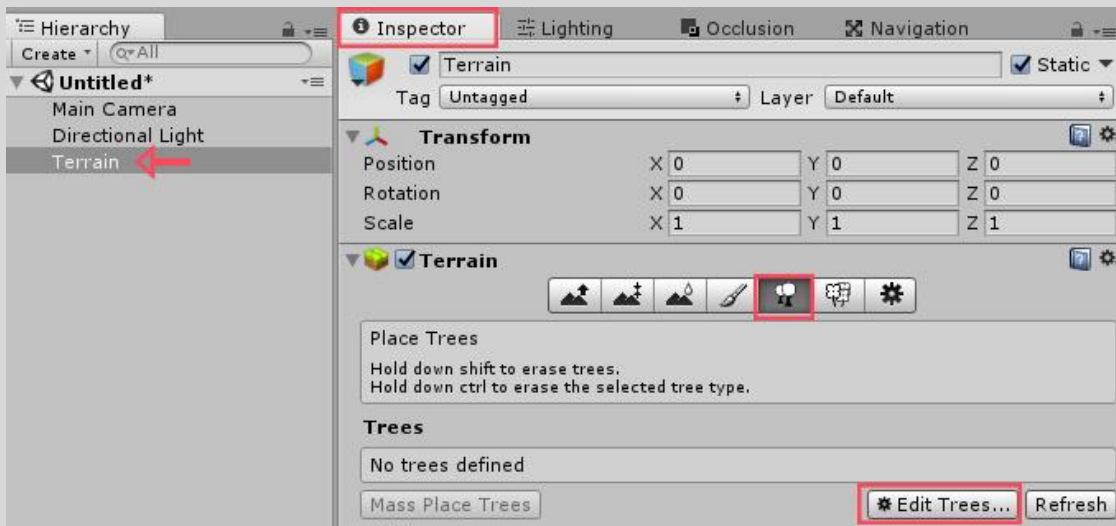 Hierarchy
Create All
Untitled*
Main Camera
Directional Light
Terrain
Inspector Lighting Occlusion Navigation
Terrain Static
Tag Untagged Layer Default
Transform
Position X 0 Y 0 Z 0
Rotation X 0 Y 0 Z 0
Scale X 1 Y 1 Z 1
Terrain
Place Trees
Hold down shift to erase trees.
Hold down ctrl to erase the selected tree type.
Trees
No trees defined
Mass Place Trees Edit Trees... Refresh